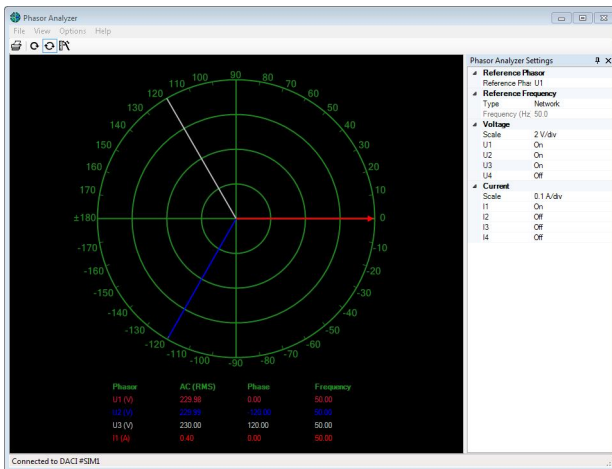 Phasor Analyzer
File View Options Help
Phasor Analyzer Settings
Reference Phasor
Reference Phas U1
Reference Frequency
Type Network
Frequency (Hz 50.0
Voltage
Scale 2 V/div
U1 On
U2 On
U3 On
U4 Off
Current
Scale 0.1 A/div
I1 On
I2 Off
I3 Off
I4 Off
90
100 80
110 70
120 60
130 50
140 40
150 30
160 20
170 10
±180 0
-170 -10
-160 -20
-150 -30
-140 -40
-130 -50
-120 -60
-110 -70
-100 -80
-90
Phasor AC (RMS) Phase Frequency
U1 (V) 229.98 0.00 50.00
U2 (V) 229.98 -120.00 50.00
U3 (V) 230.00 120.00 50.00
I1 (A) 0.40 0.00 50.00
Connected to DACI #SIM1